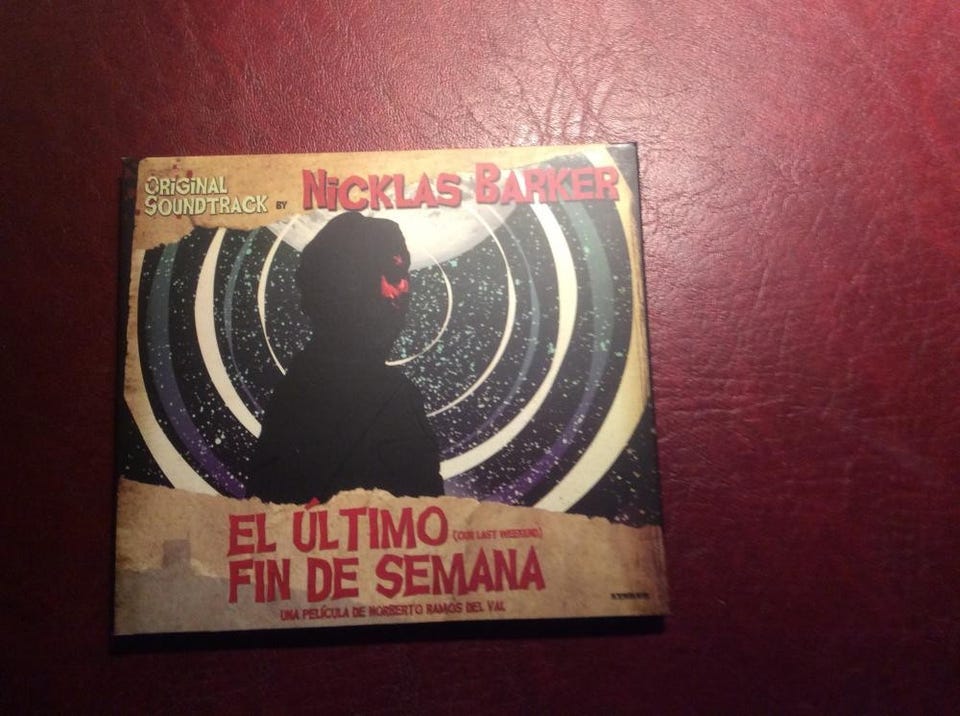 ORiGiNAL
SOUNDTRACK BY NiCKLAS BARKER
EL ÚLTIMO (OUR LAST WEEKEND)
FIN DE SEMANA
UNA PELÍCULA DE NORBERTO RAMOS DEL VAL